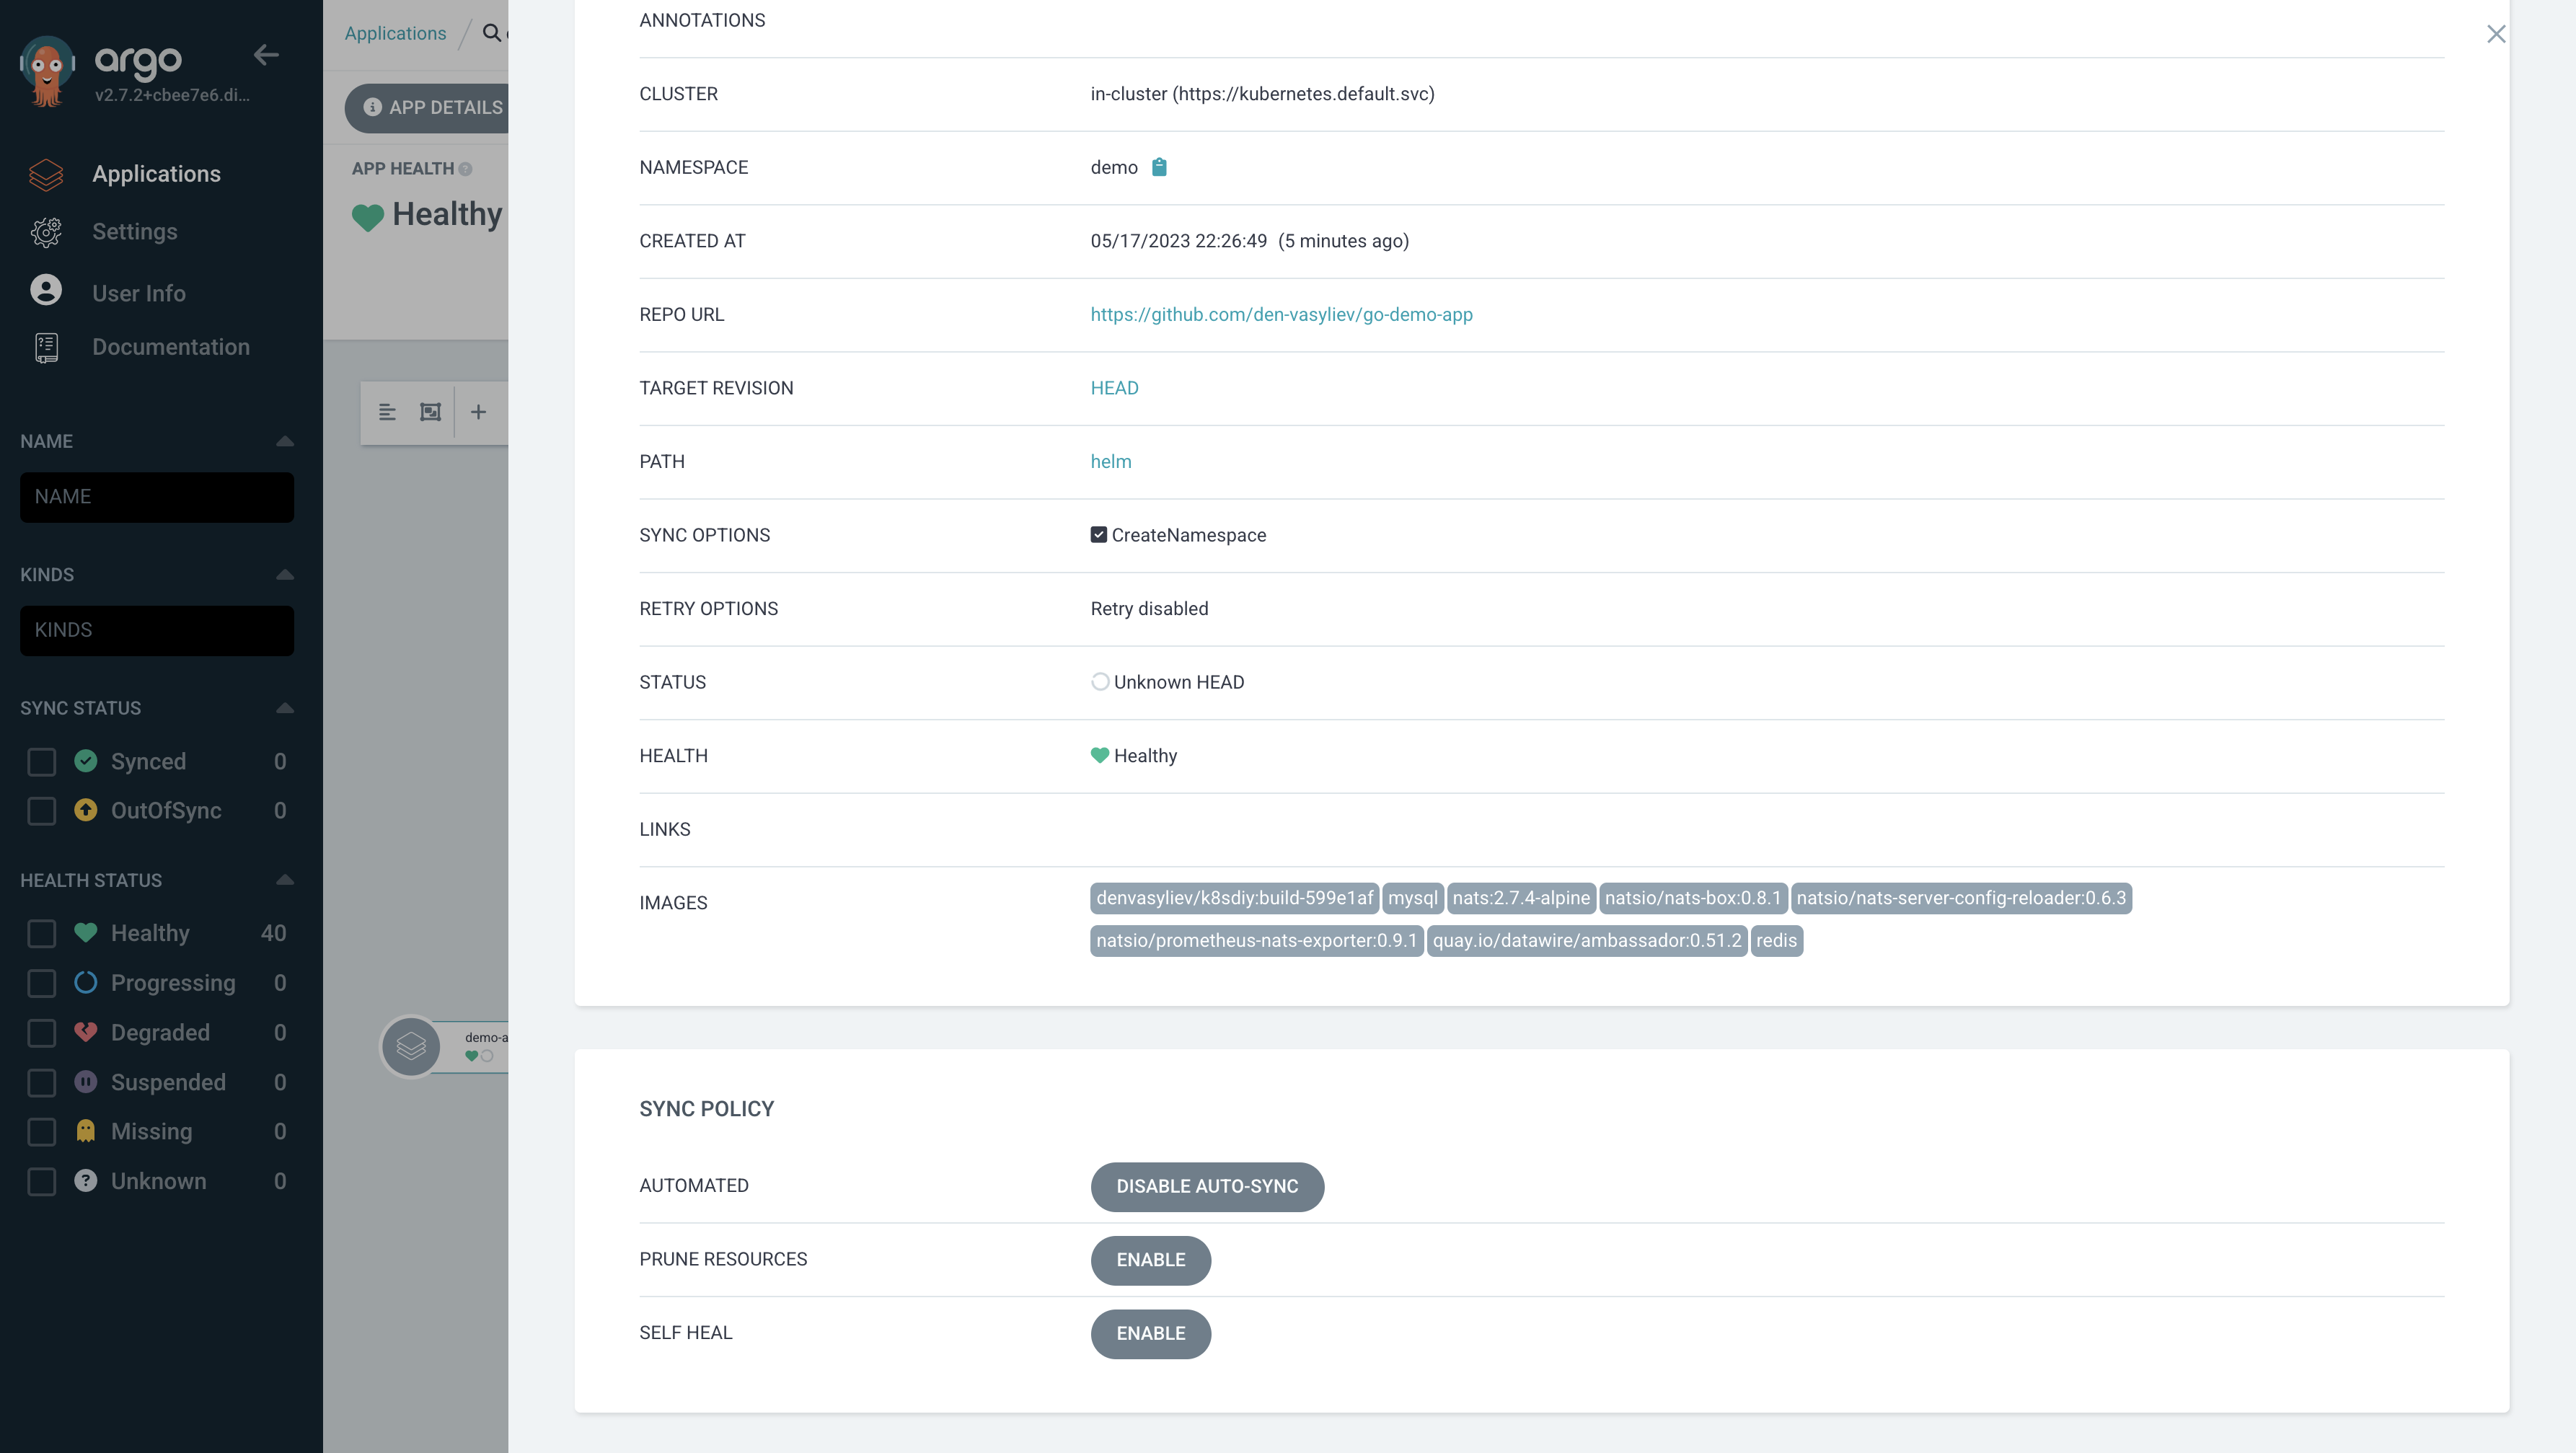 argo
v2.7.2+cbee7e6.di...
Applications
Settings
User Info
Documentation
NAME
NAME
KINDS
KINDS
SYNC STATUS
Synced 0
OutOfSync 0
HEALTH STATUS
Healthy 40
Progressing 0
Degraded 0
Suspended 0
Missing 0
Unknown 0
Applications /
APP DETAILS
APP HEALTH
Healthy
demo-a
ANNOTATIONS
CLUSTER in-cluster (https://kubernetes.default.svc)
NAMESPACE demo
CREATED AT 05/17/2023 22:26:49 (5 minutes ago)
REPO URL https://github.com/den-vasyliev/go-demo-app
TARGET REVISION HEAD
PATH helm
SYNC OPTIONS CreateNamespace
RETRY OPTIONS Retry disabled
STATUS Unknown HEAD
HEALTH Healthy
LINKS
IMAGES denvasyliev/k8sdiy:build-599e1af mysql nats:2.7.4-alpine natsio/nats-box:0.8.1 natsio/nats-server-config-reloader:0.6.3
natsio/prometheus-nats-exporter:0.9.1 quay.io/datawire/ambassador:0.51.2 redis
SYNC POLICY
AUTOMATED DISABLE AUTO-SYNC
PRUNE RESOURCES ENABLE
SELF HEAL ENABLE